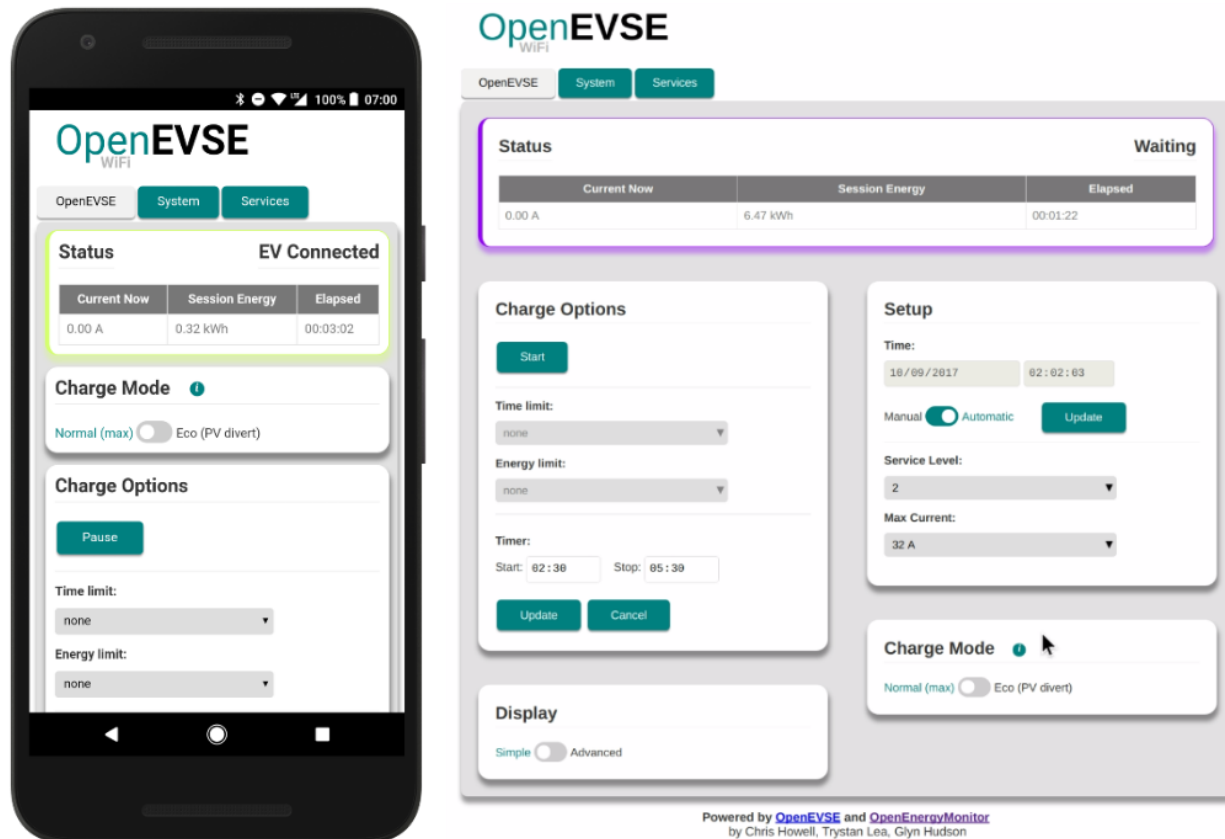 100% 07:00
OpenEVSE
WiFi
OpenEVSE System Services
Status EV Connected
Current Now Session Energy Elapsed
0.00 A 0.32 kWh 00:03:02
Charge Mode i
Normal (max) Eco (PV divert)
Charge Options
Pause
Time limit:
none
Energy limit:
none
OpenEVSE
WiFi
OpenEVSE System Services
Status Waiting
Current Now Session Energy Elapsed
0.00 A 6.47 kWh 00:01:22
Charge Options
Start
Time limit:
none
Energy limit:
none
Timer:
Start: 02:30 Stop: 05:30
Update Cancel
Display
Simple Advanced
Setup
Time:
10/09/2017 02:02:03
Manual Automatic Update
Service Level:
2
Max Current:
32 A
Charge Mode i
Normal (max) Eco (PV divert)
Powered by OpenEVSE and OpenEnergyMonitor
by Chris Howell, Trystan Lea, Glyn Hudson